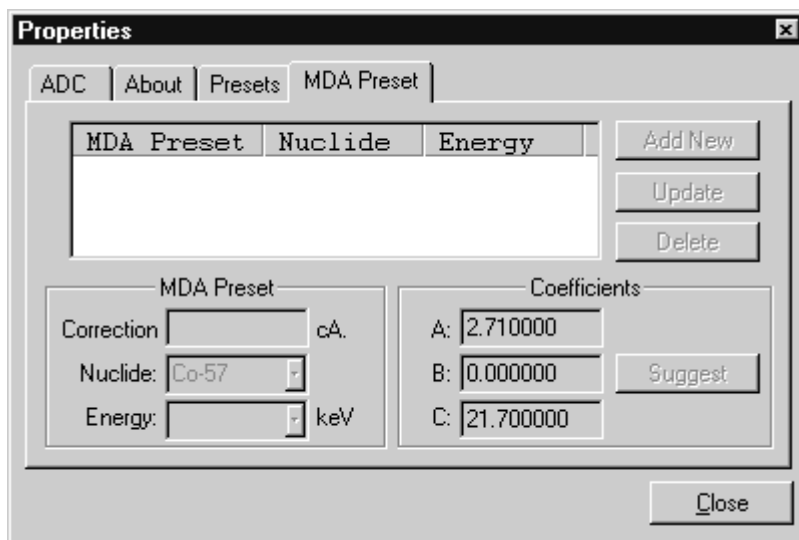 Properties
ADC About Presets MDA Preset
MDA Preset Nuclide Energy
Add New
Update
Delete
MDA Preset
Correction cA.
Nuclide: Co-57
Energy: keV
Coefficients
A: 2.710000
B: 0.000000
C: 21.700000
Suggest
Close